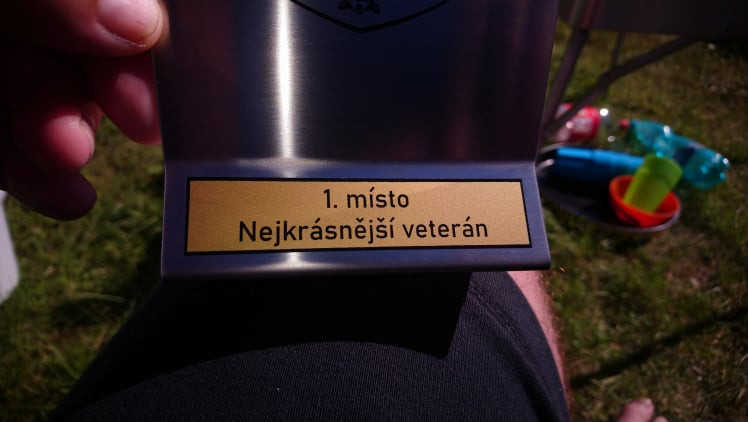 1. místo
Nejkrásnější veterán